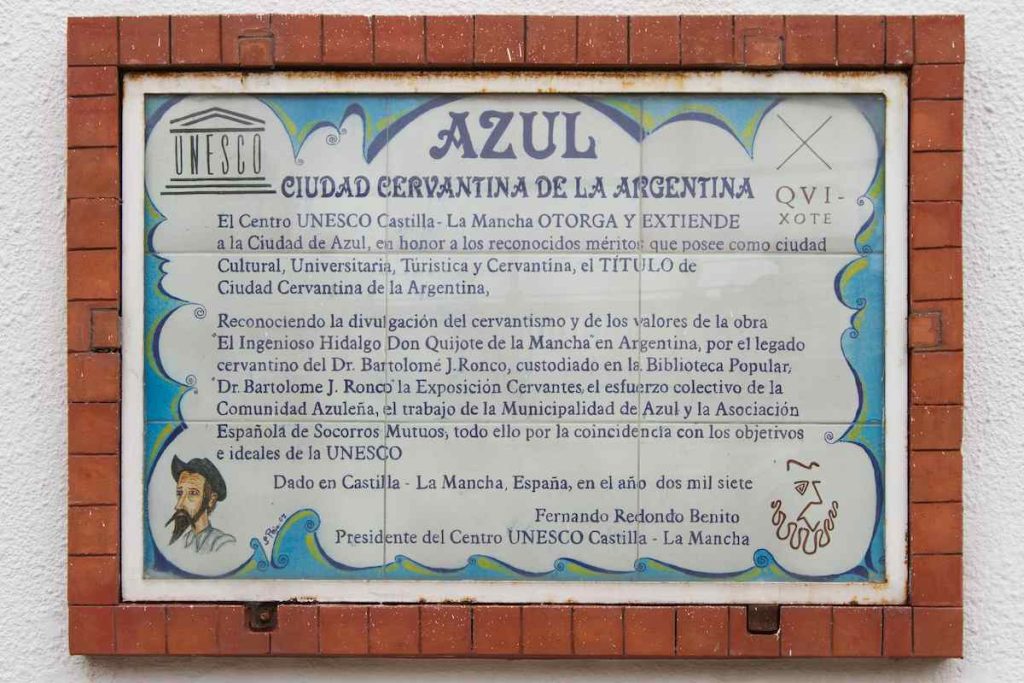 UNESCO
AZUL
CIUDAD CERVANTINA DE LA ARGENTINA
QVI-
XOTE
El Centro UNESCO Castilla - La Mancha OTORGA Y EXTIENDE
a la Ciudad de Azul, en honor a los reconocidos méritos que posee como ciudad
Cultural, Universitaria, Túristica y Cervantina, el TÍTULO de
Ciudad Cervantina de la Argentina,
Reconociendo la divulgación del cervantismo y de los valores de la obra
"El Ingenioso Hidalgo Don Quijote de la Mancha" en Argentina, por el legado
cervantino del Dr. Bartolomé J. Ronco, custodiado en la Biblioteca Popular,
"Dr. Bartolome J. Ronco" la Exposición Cervantes, el esfuerzo colectivo de la
Comunidad Azuleña, el trabajo de la Municipalidad de Azul y la Asociación
Española de Socorros Mutuos, todo ello por la coincidencia con los objetivos
e ideales de la UNESCO
Dado en Castilla - La Mancha, España, en el año dos mil siete
Fernando Redondo Benito
Presidente del Centro UNESCO Castilla - La Mancha